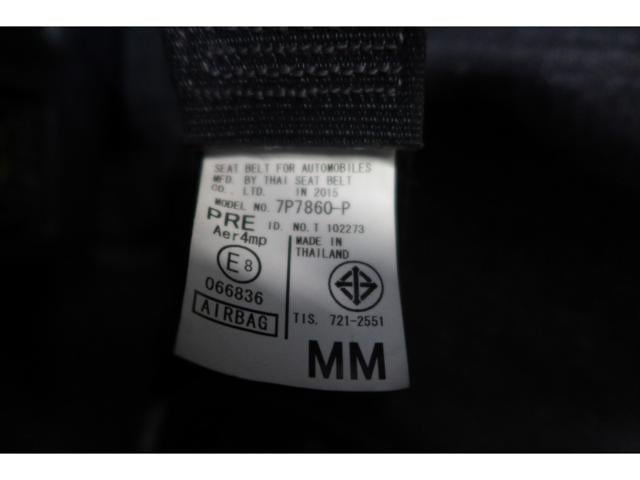 SEAT BELT FOR AUTOMOBILES
MFD. BY THAI SEAT BELT
CO., LTD. IN 2015
MODEL NO. 7P7860-P
PRE ID. NO. T 102273
Aer4mp
E8
066836
AIRBAG
MADE IN
THAILAND
TIS. 721-2551
MM